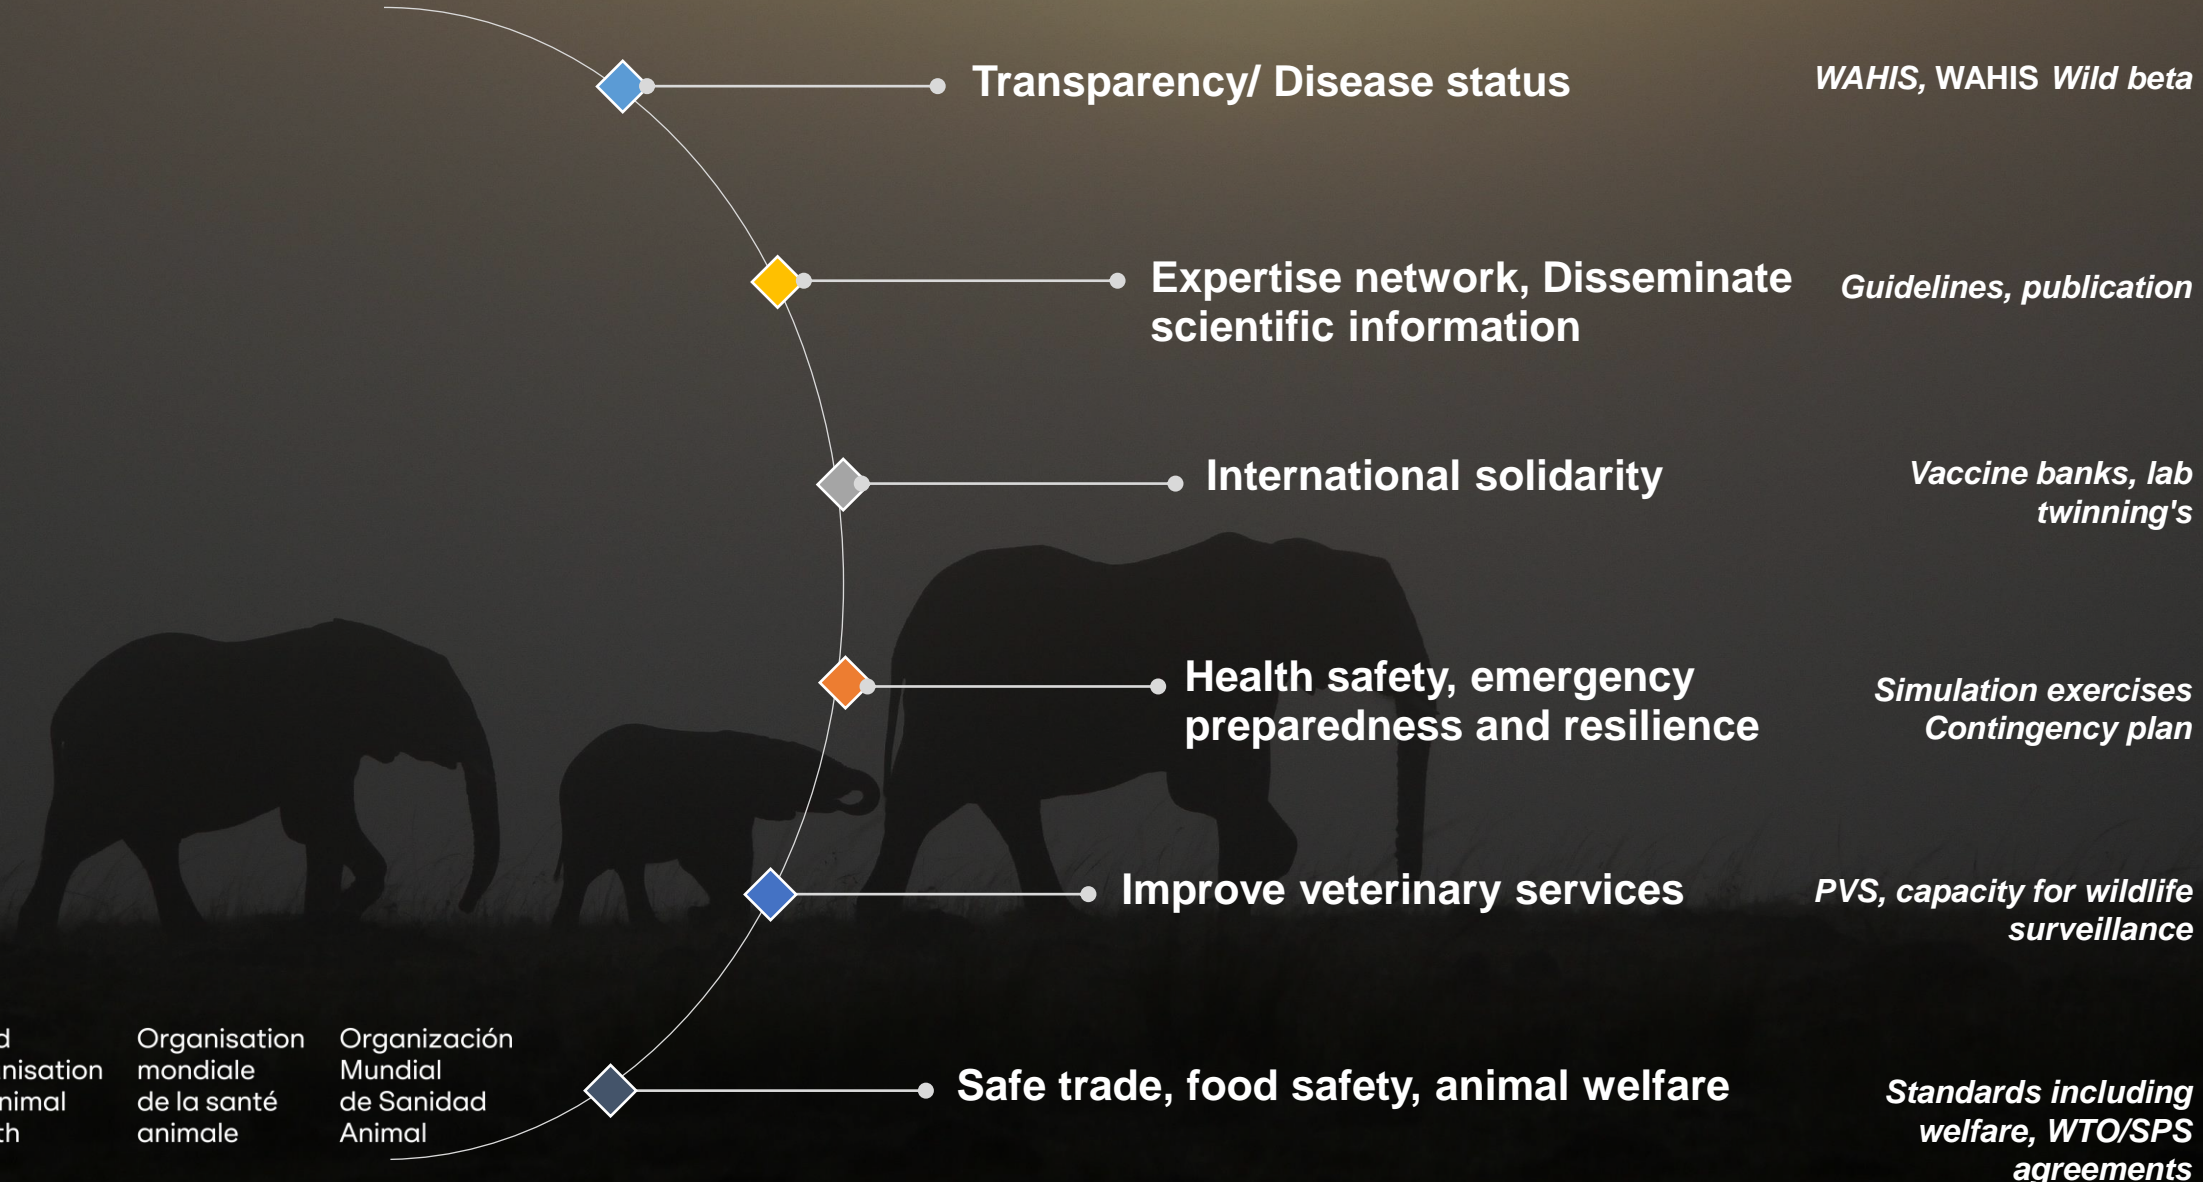 Transparency/ Disease status
WAHIS, WAHIS Wild beta
Expertise network, Disseminate
scientific information
Guidelines, publication
International solidarity
Vaccine banks, lab
twinning's
Health safety, emergency
preparedness and resilience
Simulation exercises
Contingency plan
Improve veterinary services
PVS, capacity for wildlife
surveillance
Safe trade, food safety, animal welfare
Standards including
welfare, WTO/SPS
agreements
Organisation
mondiale
de la santé
animale
Organización
Mundial
de Sanidad
Animal